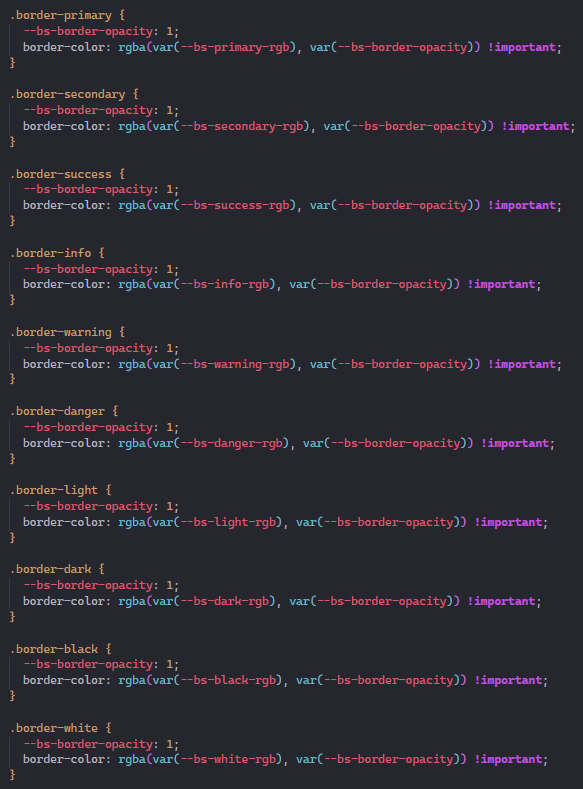 .border-primary {
  --bs-border-opacity: 1;
  border-color: rgba(var(--bs-primary-rgb), var(--bs-border-opacity)) !important;
}

.border-secondary {
  --bs-border-opacity: 1;
  border-color: rgba(var(--bs-secondary-rgb), var(--bs-border-opacity)) !important;
}

.border-success {
  --bs-border-opacity: 1;
  border-color: rgba(var(--bs-success-rgb), var(--bs-border-opacity)) !important;
}

.border-info {
  --bs-border-opacity: 1;
  border-color: rgba(var(--bs-info-rgb), var(--bs-border-opacity)) !important;
}

.border-warning {
  --bs-border-opacity: 1;
  border-color: rgba(var(--bs-warning-rgb), var(--bs-border-opacity)) !important;
}

.border-danger {
  --bs-border-opacity: 1;
  border-color: rgba(var(--bs-danger-rgb), var(--bs-border-opacity)) !important;
}

.border-light {
  --bs-border-opacity: 1;
  border-color: rgba(var(--bs-light-rgb), var(--bs-border-opacity)) !important;
}

.border-dark {
  --bs-border-opacity: 1;
  border-color: rgba(var(--bs-dark-rgb), var(--bs-border-opacity)) !important;
}

.border-black {
  --bs-border-opacity: 1;
  border-color: rgba(var(--bs-black-rgb), var(--bs-border-opacity)) !important;
}

.border-white {
  --bs-border-opacity: 1;
  border-color: rgba(var(--bs-white-rgb), var(--bs-border-opacity)) !important;
}